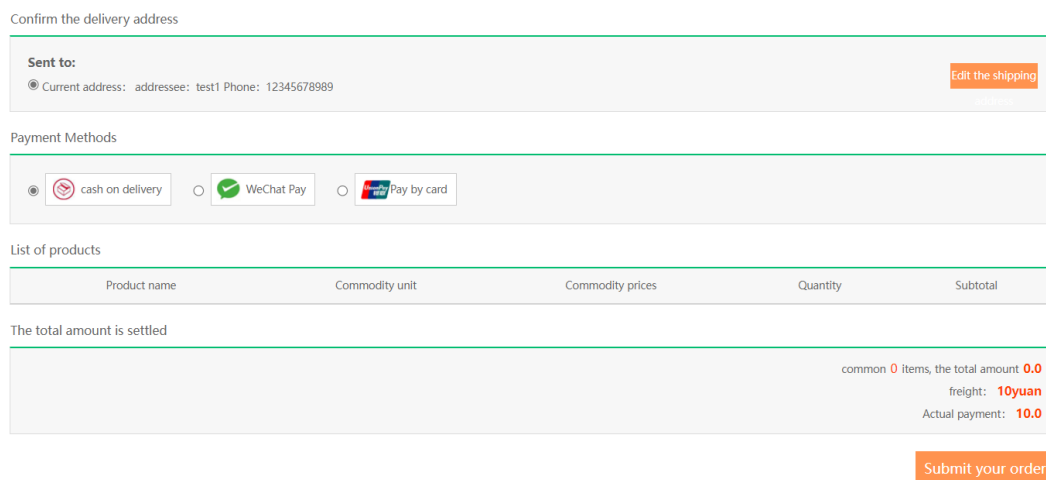 Confirm the delivery address
Sent to:
Current address: addressee: test1 Phone: 12345678989
Edit the shipping
address
Payment Methods
cash on delivery WeChat Pay UnionPay Pay by card
List of products
Product name Commodity unit Commodity prices Quantity Subtotal
The total amount is settled
common 0 items, the total amount 0.0
freight: 10yuan
Actual payment: 10.0
Submit your order